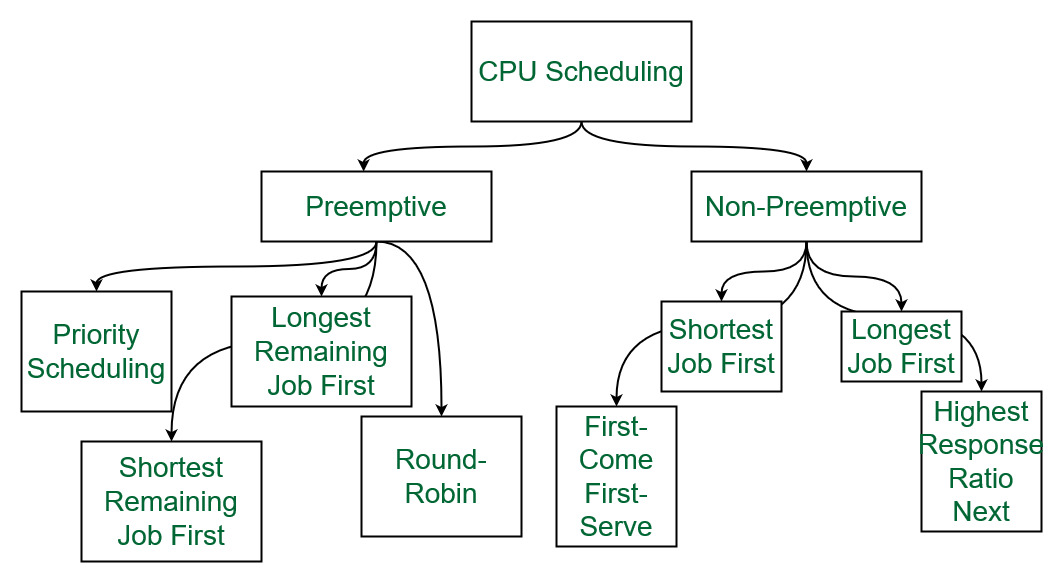 CPU Scheduling
Preemptive
Non-Preemptive
Priority
Scheduling
Longest
Remaining
Job First
Shortest
Job First
Longest
Job First
Shortest
Remaining
Job First
Round-
Robin
First-
Come
First-
Serve
Highest
Response
Ratio
Next